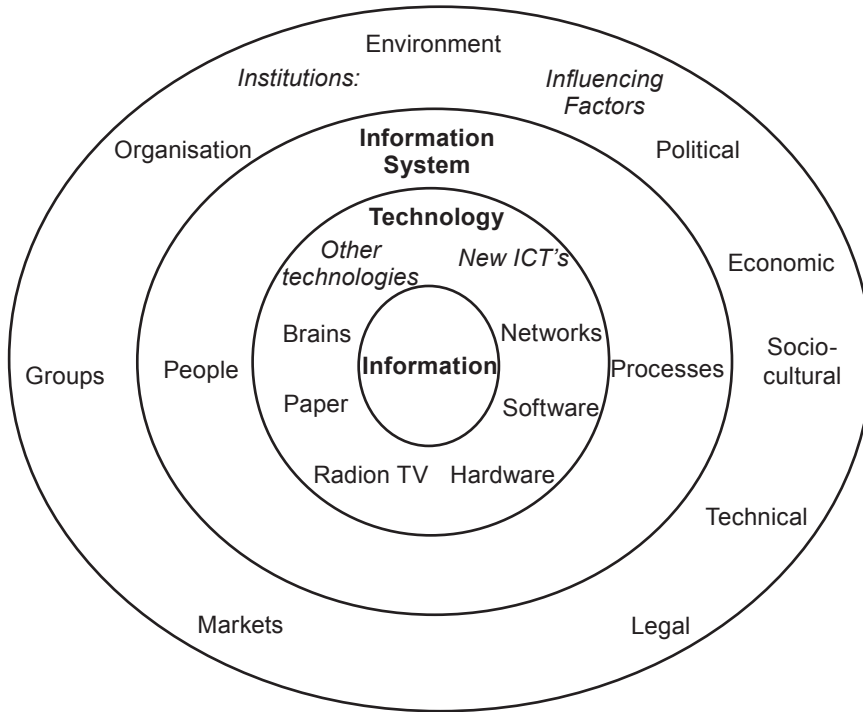 Environment
Institutions:
Influencing
Factors
Organisation
Information
System
Political
Technology
Other
technologies
New ICT's
Economic
Brains
Networks
Groups
People
Information
Processes
Socio-
cultural
Paper
Software
Radion TV
Hardware
Technical
Markets
Legal